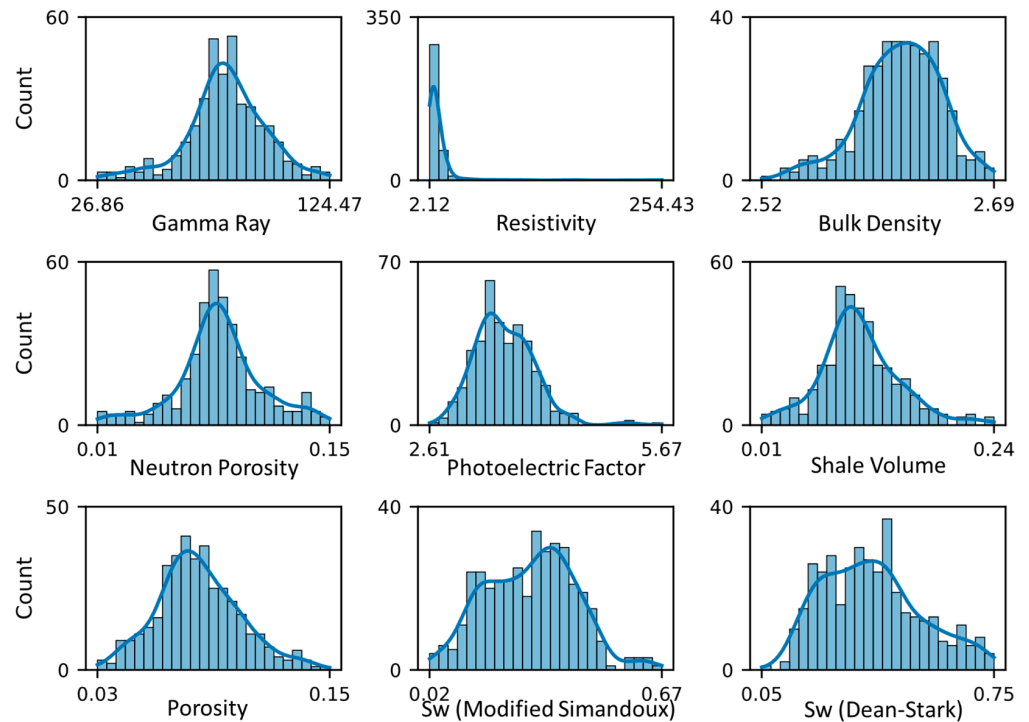 60 350 40
Count
0 0 0
26.86 124.47 2.12 254.43 2.52 2.69
Gamma Ray Resistivity Bulk Density
60 70 60
Count
0 0 0
0.01 0.15 2.61 5.67 0.01 0.24
Neutron Porosity Photoelectric Factor Shale Volume
50 40 40
Count
0 0 0
0.03 0.15 0.02 0.67 0.05 0.75
Porosity Sw (Modified Simandoux) Sw (Dean-Stark)